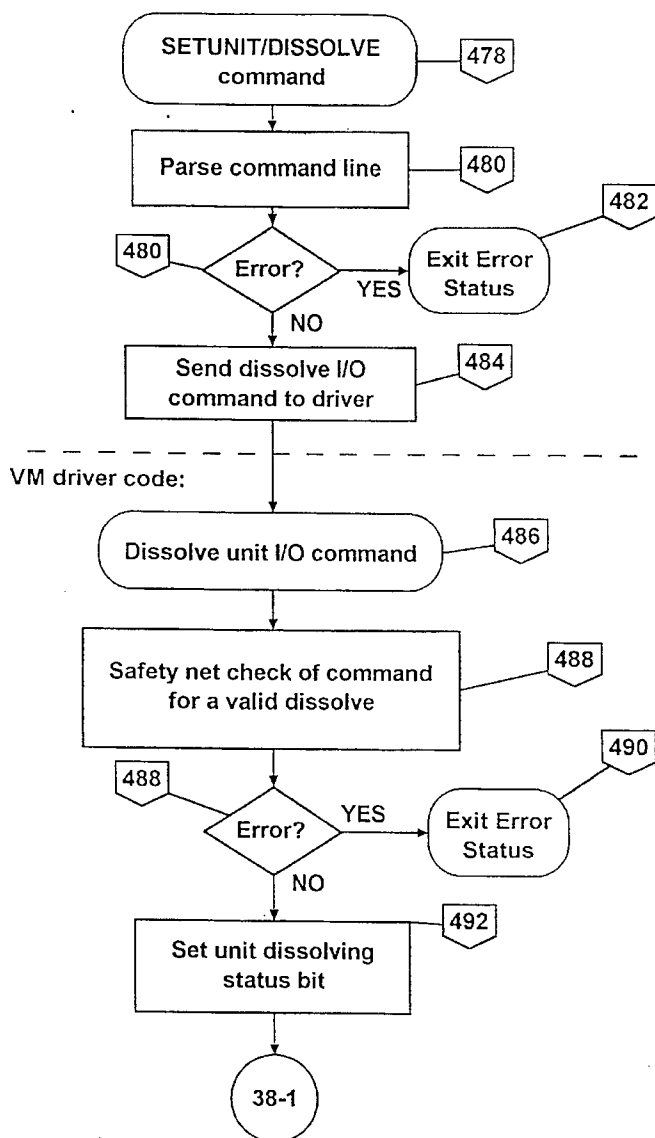 SETUNIT/DISSOLVE
command
478
Parse command line
480
482
480
Error?
YES
Exit Error
Status
NO
Send dissolve I/O
command to driver
484
VM driver code:
Dissolve unit I/O command
486
Safety net check of command
for a valid dissolve
488
490
488
Error?
YES
Exit Error
Status
NO
492
Set unit dissolving
status bit
38-1